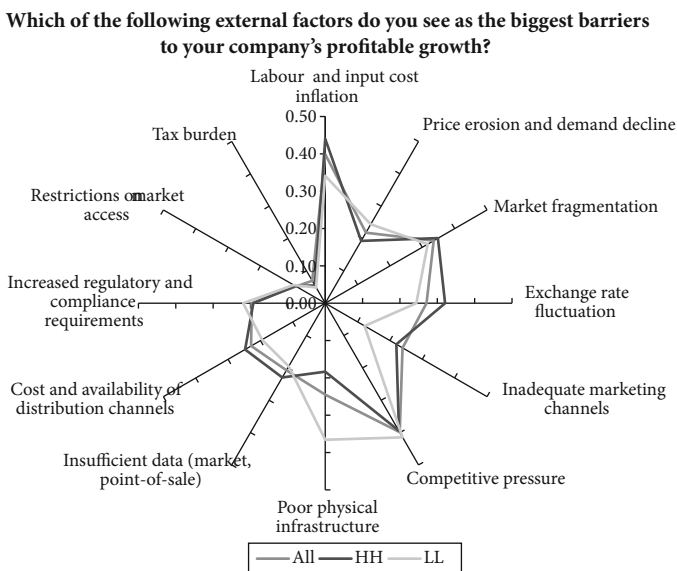 Which of the following external factors do you see as the biggest barriers
to your company's profitable growth?
Labour and input cost
inflation
Price erosion and demand decline
Market fragmentation
Exchange rate
fluctuation
Inadequate marketing
channels
Competitive pressure
Poor physical
infrastructure
Insufficient data (market,
point-of-sale)
Cost and availability of
distribution channels
Increased regulatory and
compliance
requirements
Restrictions on market
access
Tax burden
0.50
0.40
0.30
0.20
0.10
0.00
All HH LL